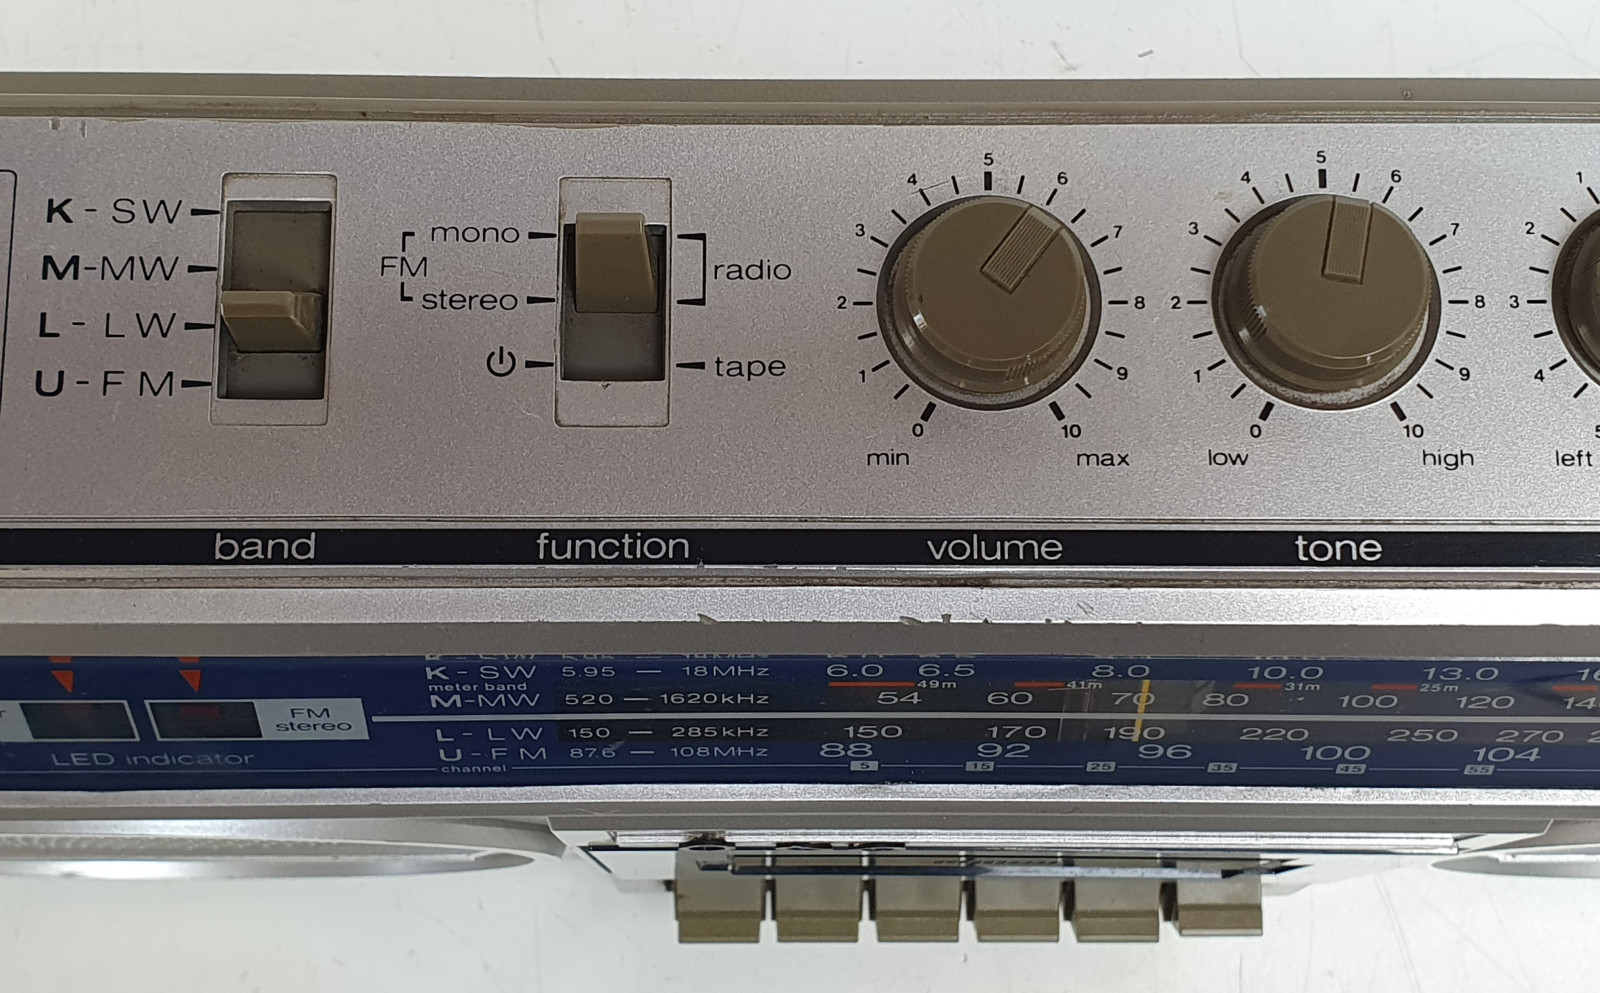 K - SW
M-MW
L - LW
U - FM
mono
FM
stereo
radio
tape
0 1 2 3 4 5 6 7 8 9 10
min max
0 1 2 3 4 5 6 7 8 9 10
low high
1
2
3
4
5
left
band function volume tone
K - SW 5.95 — 18MHz 6.0 6.5 8.0 10.0 13.0
meter band 49m 41m 31m 25m
M-MW 520 — 1620kHz 54 60 70 80 100 120
L - LW 150 — 285kHz 150 170 190 220 250 270
U - FM 87.6 — 108MHz 88 92 96 100 104
channel 5 15 25 35 45 55
FM
stereo
LED indicator